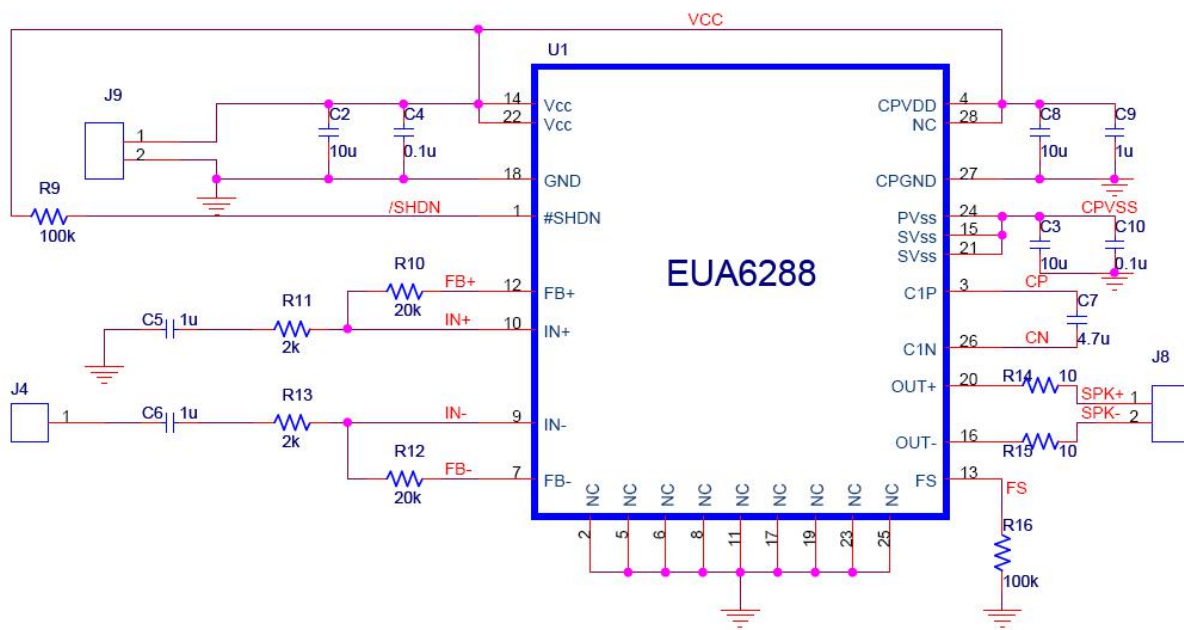 VCC
U1
J9
1
2
C2
10u
C4
0.1u
14 Vcc
22 Vcc
18 GND
CPVDD 4
NC 28
C8
10u
C9
1u
CPGND 27
R9
100k
/SHDN 1 #SHDN
PVss 24 CPVSS
SVss 15
SVss 21
C3
10u
C10
0.1u
EUA6288
R10
20k
FB+ 12 FB+
C5 1u
R11
2k
IN+ 10 IN+
C1P 3 CP
C7
4.7u
C1N 26 CN
J4
1
C6 1u
R13
2k
IN- 9 IN-
R12
20k
FB- 7 FB-
OUT+ 20 R14 10
SPK+ 1
SPK- 2
J8
OUT- 16 R15 10
FS 13 FS
R16
100k
NC NC NC NC NC NC NC NC NC
2 5 6 8 11 17 19 23 25